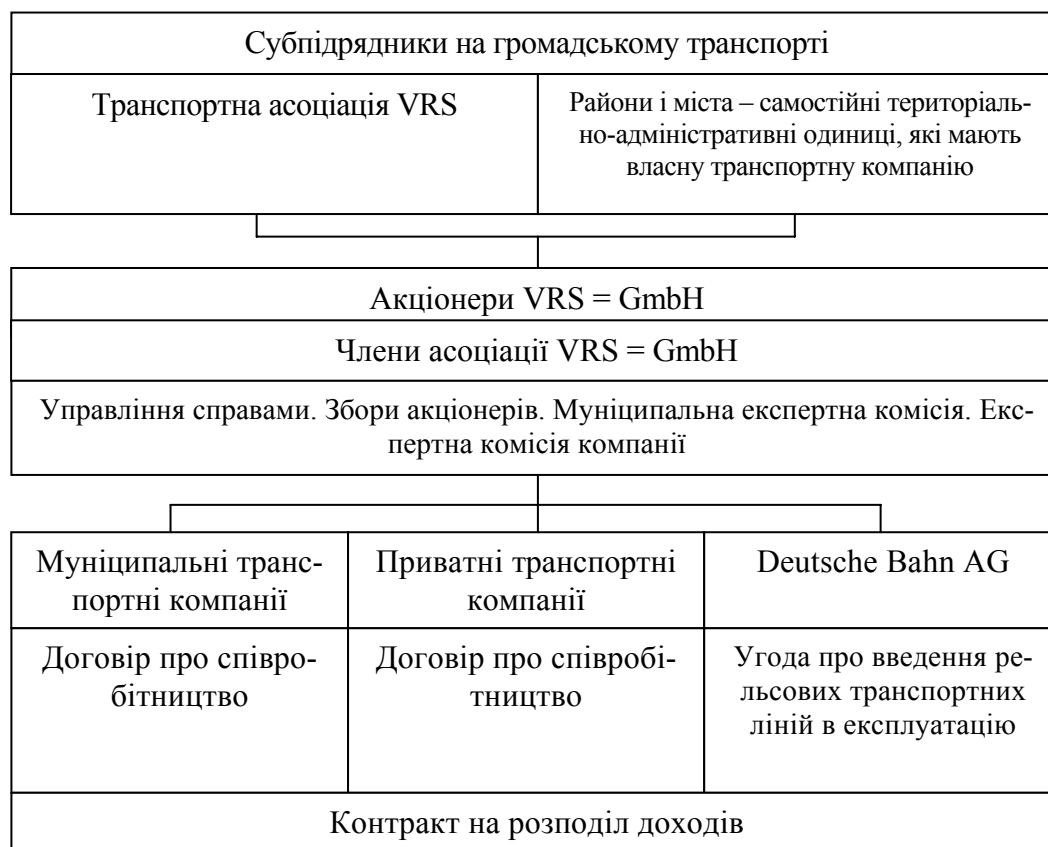 Субпідрядники на громадському транспорті
Транспортна асоціація VRS
Райони і міста – самостійні територіаль-
но-адміністративні одиниці, які мають
власну транспортну компанію
Акціонери VRS = GmbH
Члени асоціації VRS = GmbH
Управління справами. Збори акціонерів. Муніципальна експертна комісія. Екс-
пертна комісія компанії
Муніципальні транс-
портні компанії
Приватні транспортні
компанії
Deutsche Bahn AG
Договір про співро-
бітництво
Договір про співробі-
тництво
Угода про введення ре-
льсових транспортних
ліній в експлуатацію
Контракт на розподіл доходів